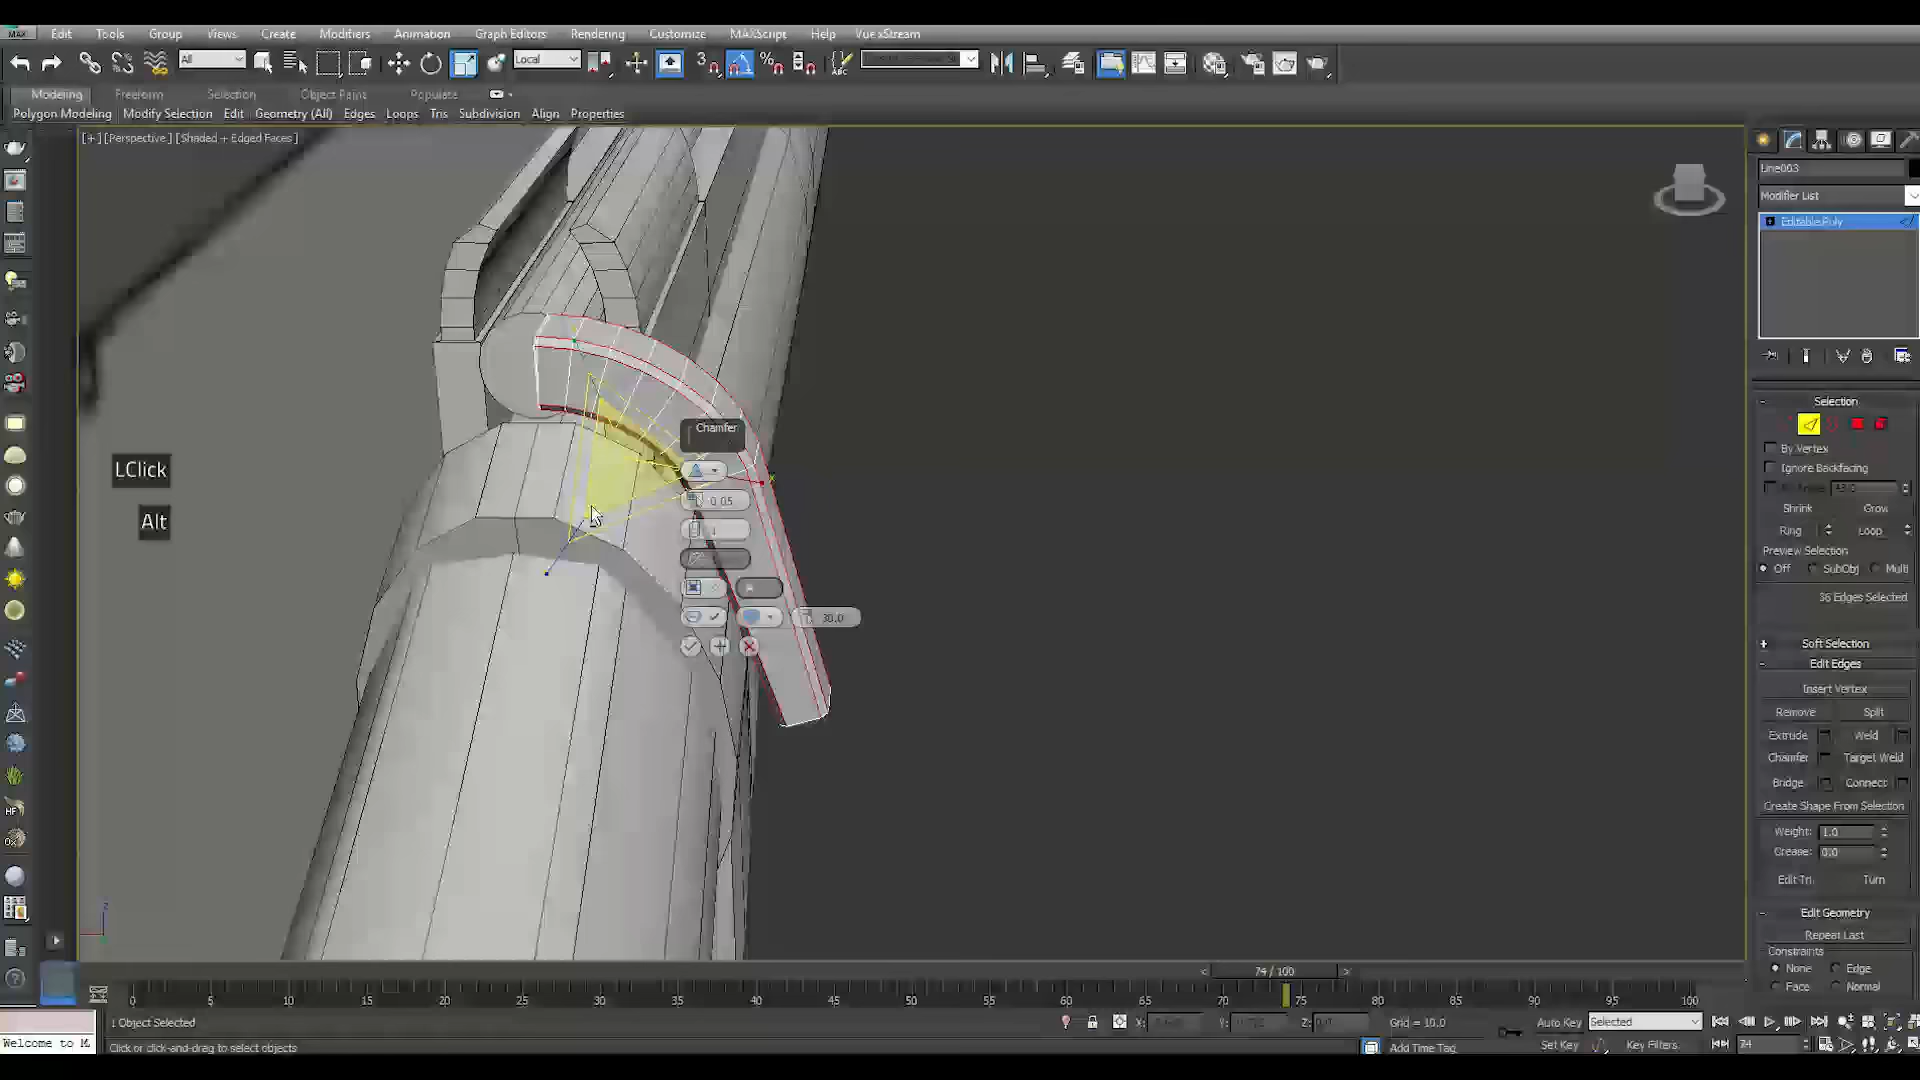 MAX
Edit Tools Group Views Create Modifiers Animation Graph Editors Rendering Customize MAXScript Help Vue xStream
All
Local
3
ABC
Modeling Freeform Selection Object Paint Populate
Polygon Modeling Modify Selection Edit Geometry (All) Edges Loops Tris Subdivision Align Properties
[+] [Perspective] [Shaded + Edged Faces]
Line003
Modifier List
Editable Poly
Selection
By Vertex
Ignore Backfacing
Shrink Grow
Ring Loop
Preview Selection
Off SubObj Multi
36 Edges Selected
Soft Selection
Edit Edges
Insert Vertex
Remove Split
Extrude Weld
Chamfer Target Weld
Bridge Connect
Create Shape From Selection
Weight: 1.0
Crease: 0.0
Edit Tri. Turn
Edit Geometry
Repeat Last
Constraints
None Edge
Face Normal
Chamfer
0.05
30.0
LClick
Alt
HF
z
x
74 / 100
0 5 10 15 20 25 30 35 40 45 50 55 60 65 70 75 80 85 90 95 100
1 Object Selected
X: Y: Z: Grid = 10.0
Auto Key Selected
Welcome to M
Click or click-and-drag to select objects
Add Time Tag
Set Key Key Filters...
74